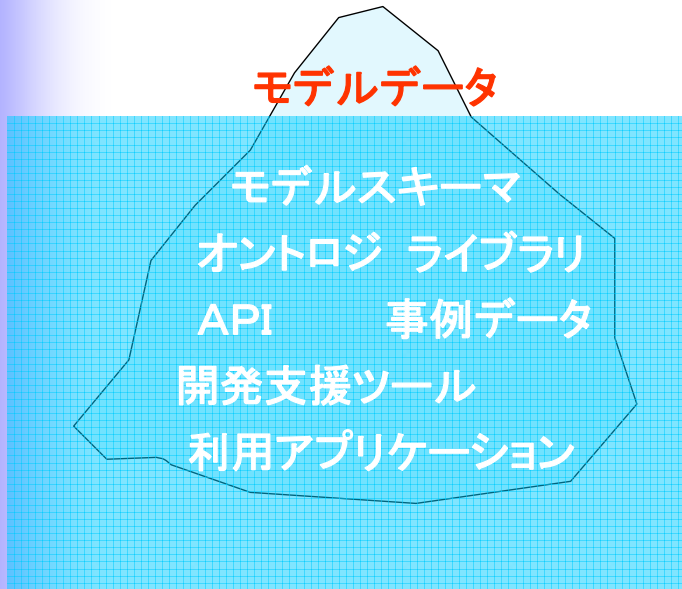 モデルデータ
モデルスキーマ
オントロジ ライブラリ
API 事例データ
開発支援ツール
利用アプリケーション